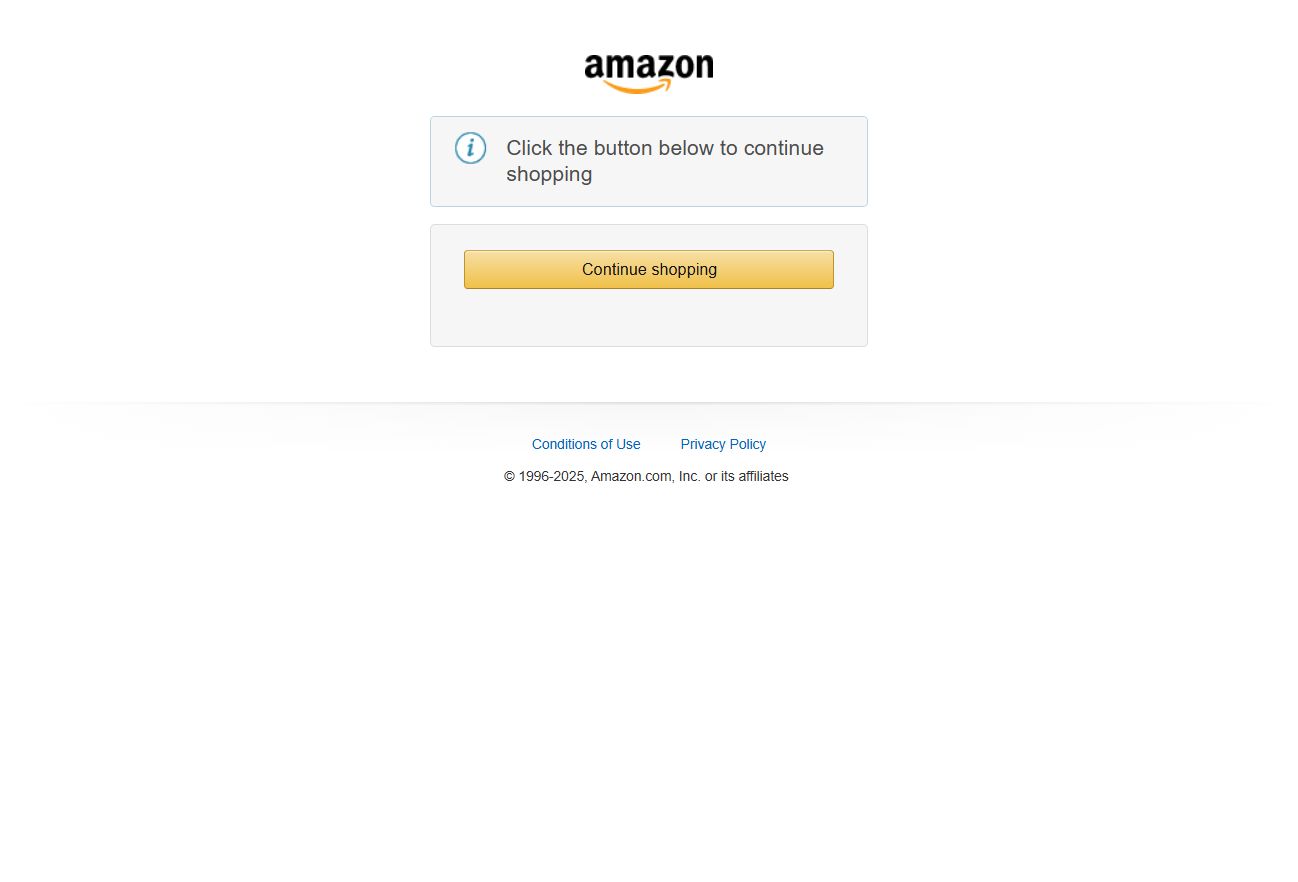 amazon
Click the button below to continue
shopping
Continue shopping
Conditions of Use Privacy Policy
© 1996-2025, Amazon.com, Inc. or its affiliates